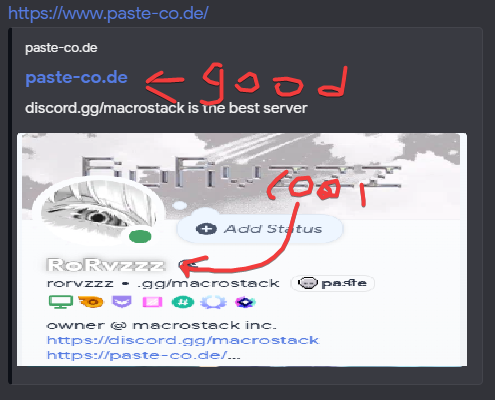 https://www.paste-co.de/
paste-co.de
paste-co.de
good
discord.gg/macrostack is the best server
cool
Add Status
RoRvzzz
rorvzzz • .gg/macrostack paste
owner @ macrostack inc.
https://discord.gg/macrostack
https://paste-co.de/...